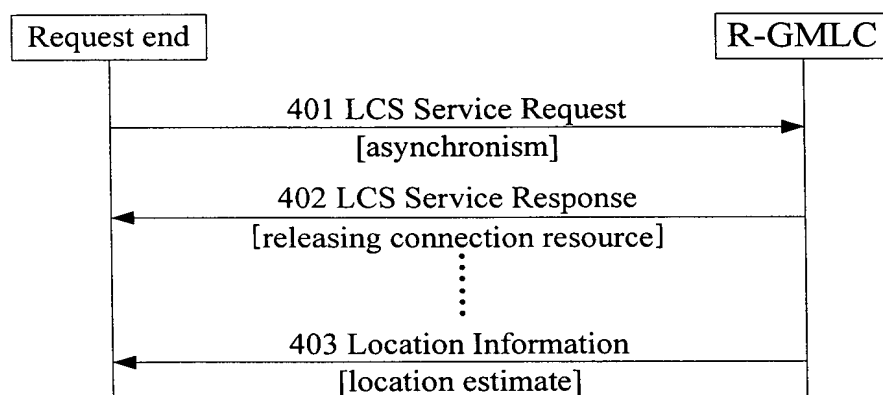 Request end
R-GMLC
401 LCS Service Request
[asynchronism]
402 LCS Service Response
[releasing connection resource]
403 Location Information
[location estimate]